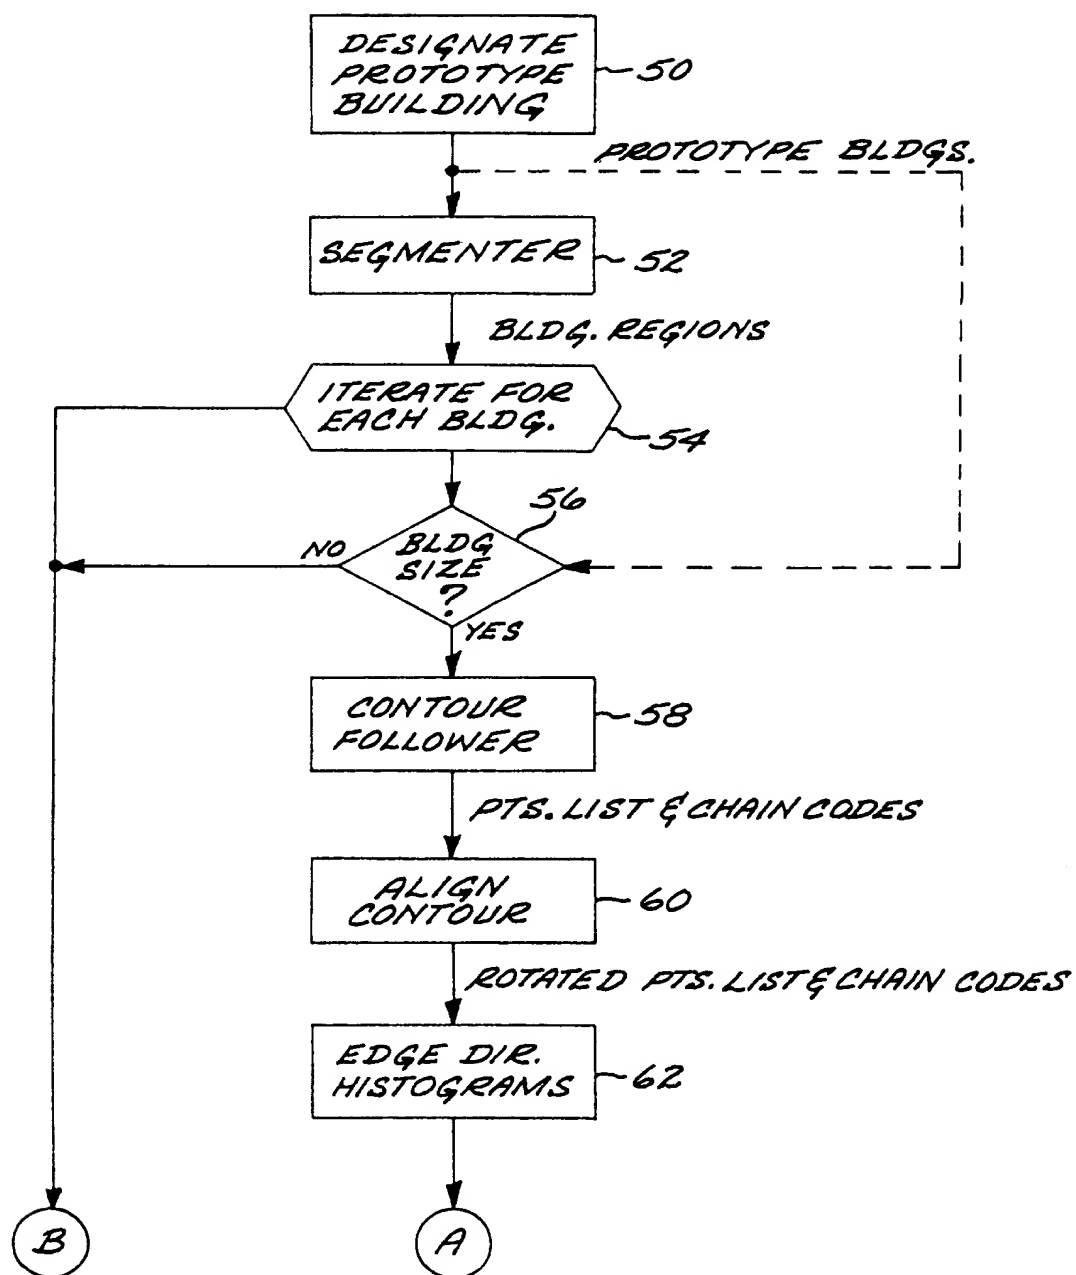 DESIGNATE
PROTOTYPE
BUILDING
50
PROTOTYPE BLDGS.
SEGMENTER
52
BLDG. REGIONS
ITERATE FOR
EACH BLDG.
54
56
BLDG
SIZE
?
NO
YES
CONTOUR
FOLLOWER
58
PTS. LIST & CHAIN CODES
ALIGN
CONTOUR
60
ROTATED PTS. LIST & CHAIN CODES
EDGE DIR.
HISTOGRAMS
62
B
A